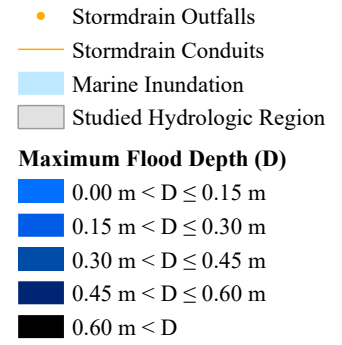 Stormdrain Outfalls
Stormdrain Conduits
Marine Inundation
Studied Hydrologic Region
Maximum Flood Depth (D)
0.00 m < D ≤ 0.15 m
0.15 m < D ≤ 0.30 m
0.30 m < D ≤ 0.45 m
0.45 m < D ≤ 0.60 m
0.60 m < D